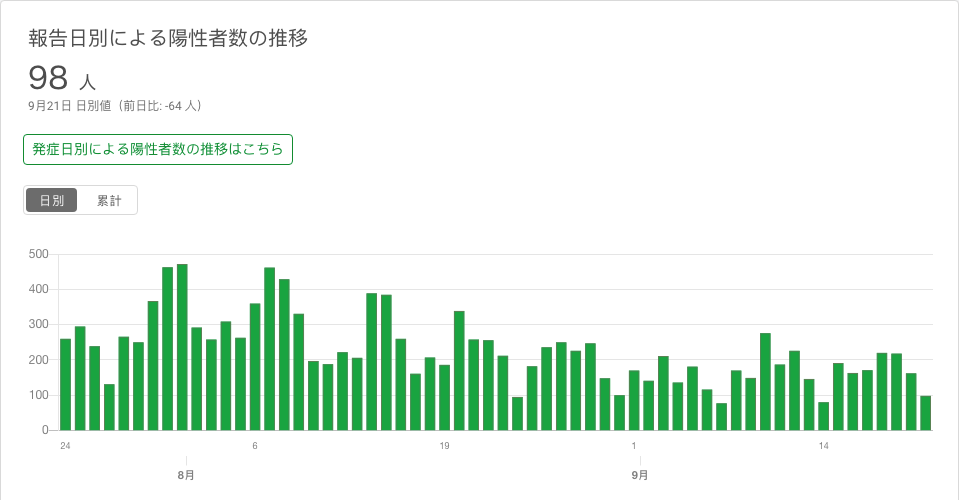 報告日別による陽性者数の推移
98 人
9月21日 日別値（前日比: -64 人）
発症日別による陽性者数の推移はこちら
日別 累計
500
400
300
200
100
0
24 6 19 1 14
8月 9月